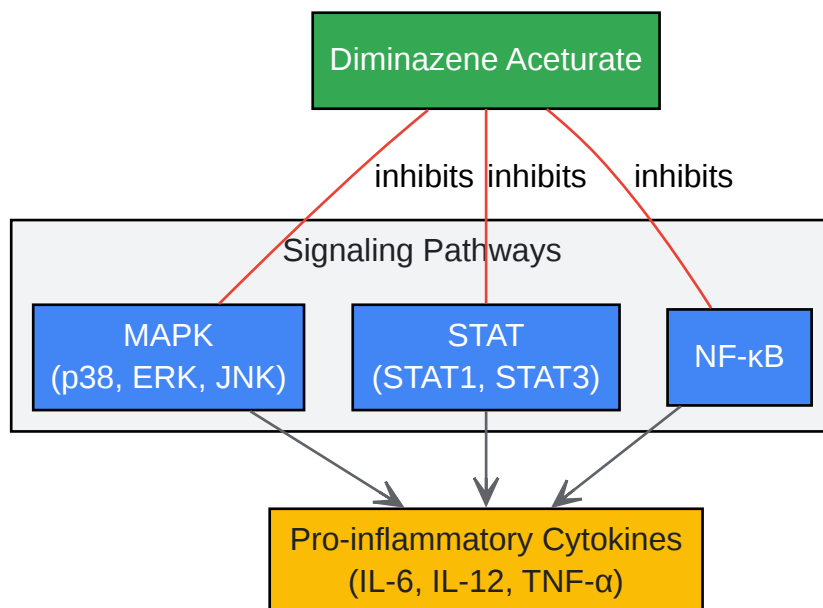 Diminazene Aceturate
inhibits inhibits inhibits
Signaling Pathways
MAPK
(p38, ERK, JNK)
STAT
(STAT1, STAT3)
NF-κB
Pro-inflammatory Cytokines
(IL-6, IL-12, TNF-α)